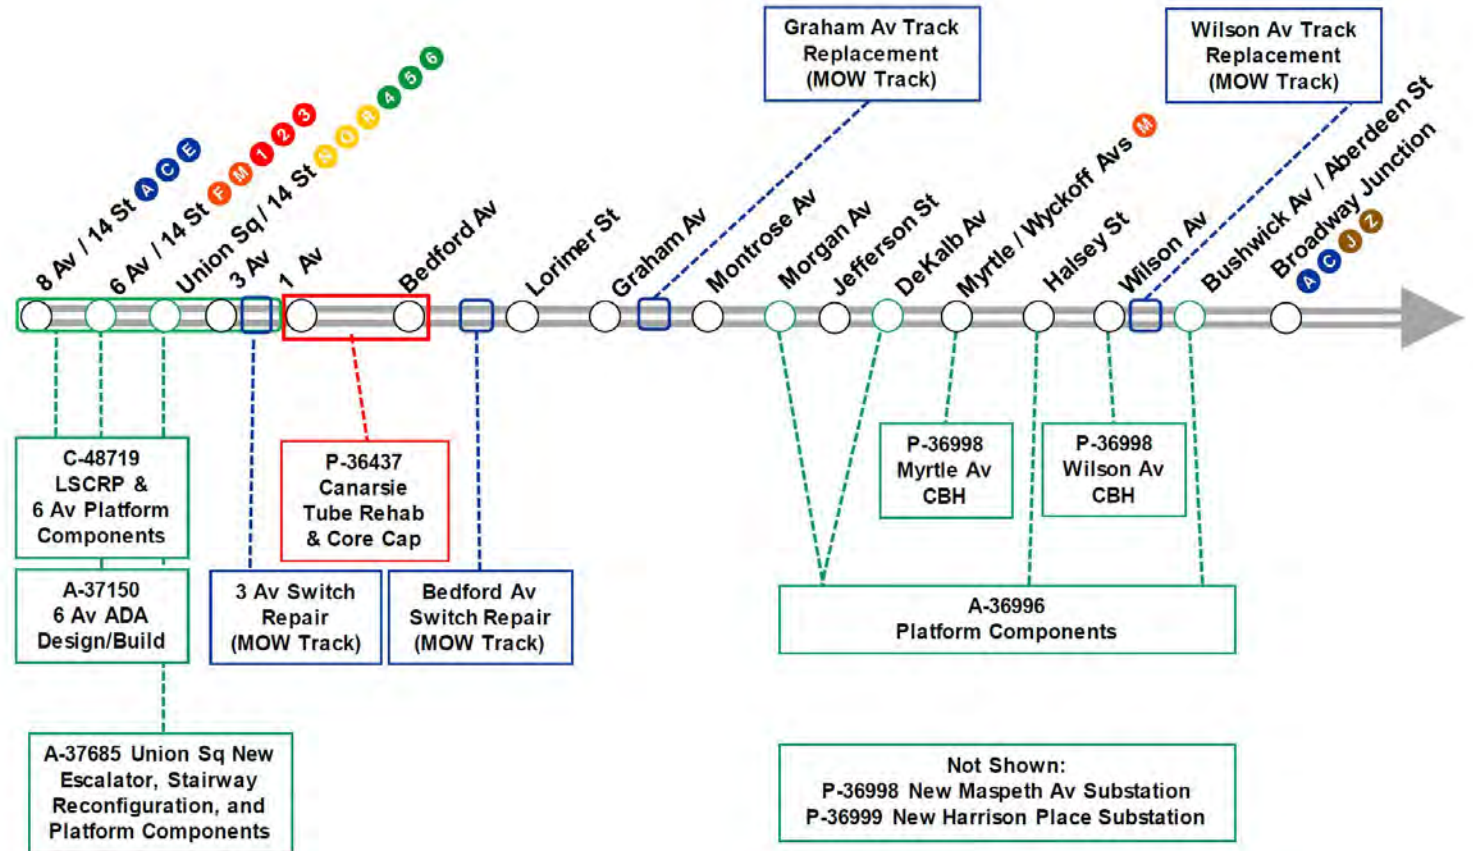 Graham Av Track
Replacement
(MOW Track)
Wilson Av Track
Replacement
(MOW Track)
8 Av / 14 St A C E
6 Av / 14 St F M 1 2 3
Union Sq / 14 St N Q R 4 5 6
3 Av
1 Av
Bedford Av
Lorimer St
Graham Av
Montrose Av
Morgan Av
Jefferson St
DeKalb Av
Myrtle / Wyckoff Avs M
Halsey St
Wilson Av
Bushwick Av / Aberdeen St
Broadway Junction
A C J Z
C-48719
LSCRP &
6 Av Platform
Components
A-37150
6 Av ADA
Design/Build
A-37685 Union Sq New
Escalator, Stairway
Reconfiguration, and
Platform Components
3 Av Switch
Repair
(MOW Track)
P-36437
Canarsie
Tube Rehab
& Core Cap
Bedford Av
Switch Repair
(MOW Track)
P-36998
Myrtle Av
CBH
P-36998
Wilson Av
CBH
A-36996
Platform Components
Not Shown:
P-36998 New Maspeth Av Substation
P-36999 New Harrison Place Substation